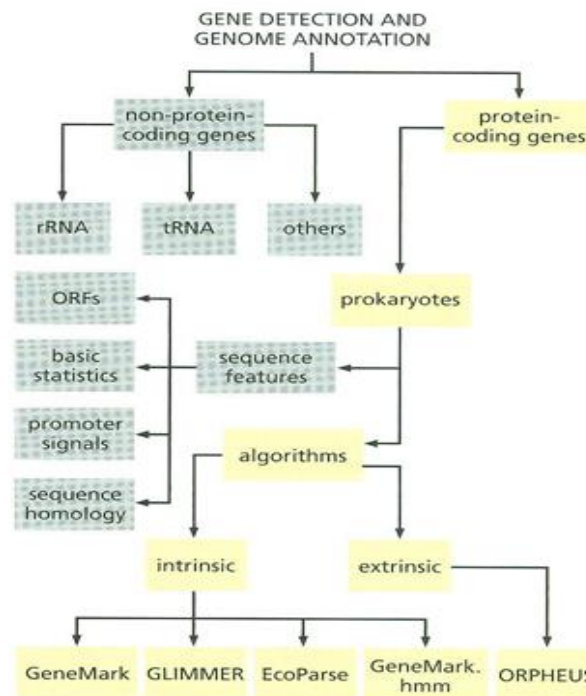 GENE DETECTION AND
GENOME ANNOTATION
non-protein-
coding genes
protein-
coding genes
rRNA
tRNA
others
prokaryotes
ORFs
basic
statistics
sequence
features
promoter
signals
algorithms
sequence
homology
intrinsic
extrinsic
GeneMark
GLIMMER
EcoParse
GeneMark.
hmm
ORPHEUS